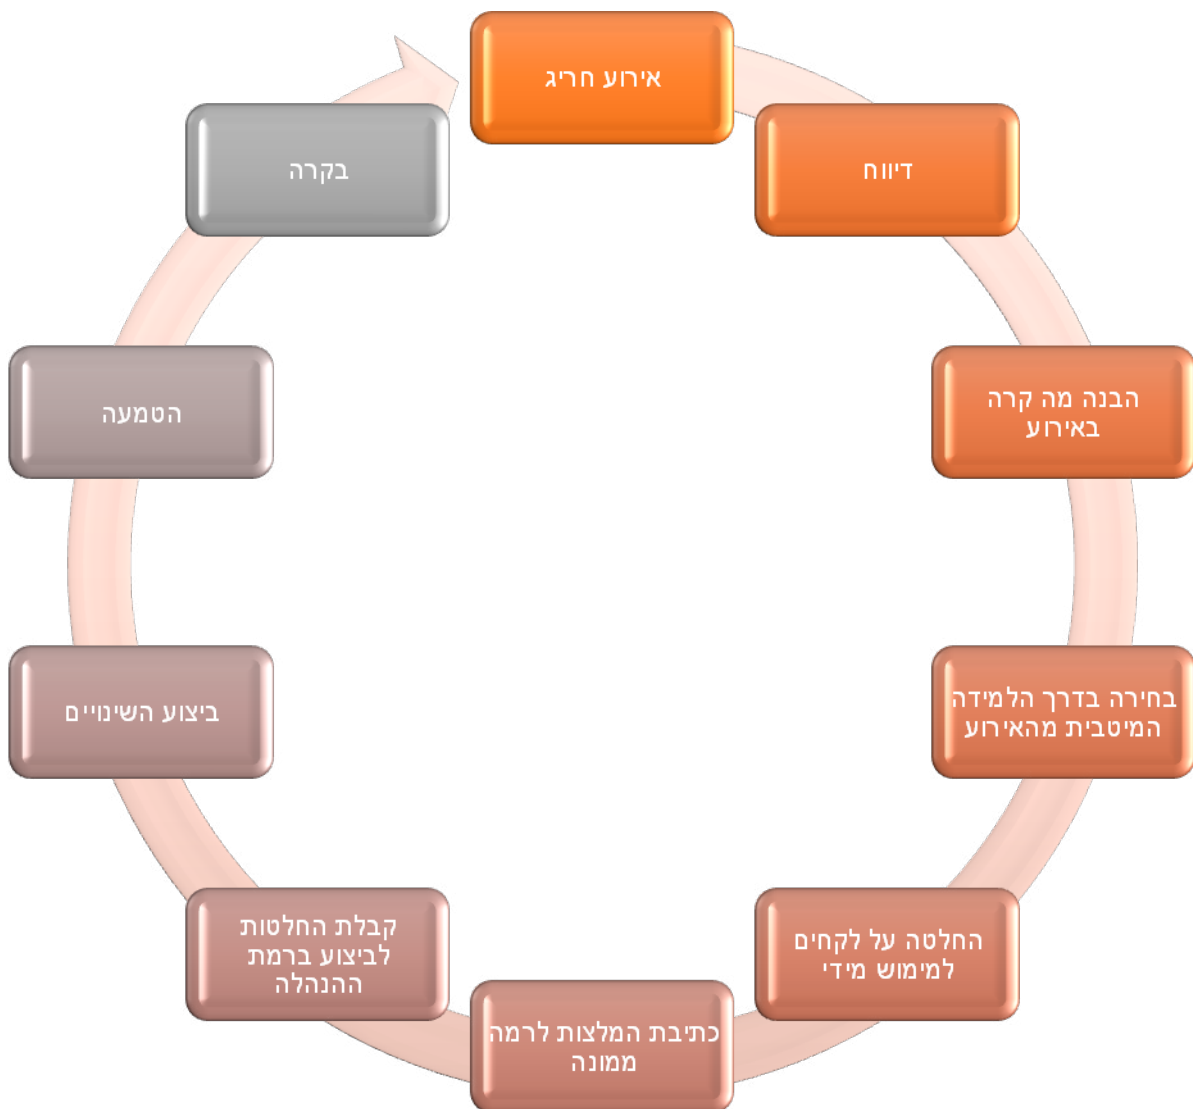 אירוע חריג
דיווח
הבנה מה קרה
באירוע
בחירה בדרך הלמידה
המיטבית מהאירוע
החלטה על לקחים
למימוש מידי
כתיבת המלצות לרמה
ממונה
קבלת החלטות
לביצוע ברמת
ההנהלה
ביצוע השינויים
הטמעה
בקרה